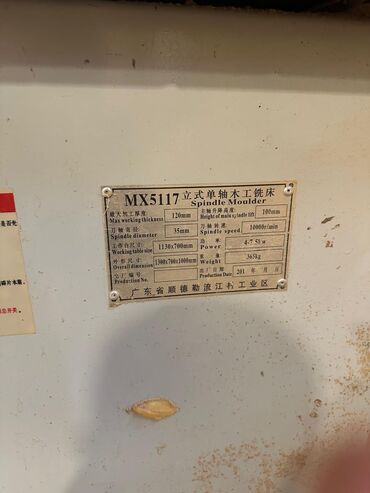 MX5117 立式单轴木工铣床
Spindle Moulder
最大加工厚度: 120mm 主轴升降高度: 100mm
Max working thickness Height of main spindle lift
刀轴直径: 35mm 刀轴转速: 10000r/min
Spindle diameter Spindle speed
工作台尺寸: 1130x700mm 功率: 4-7.5kw
Working table size Power
外形尺寸: 1300x700x1000mm 重量: 365kg
Overall dimension Weight
出厂编号: 出厂日期: 201 年 月 日
Production No. Production Date
广东省顺德勒流江村工业区